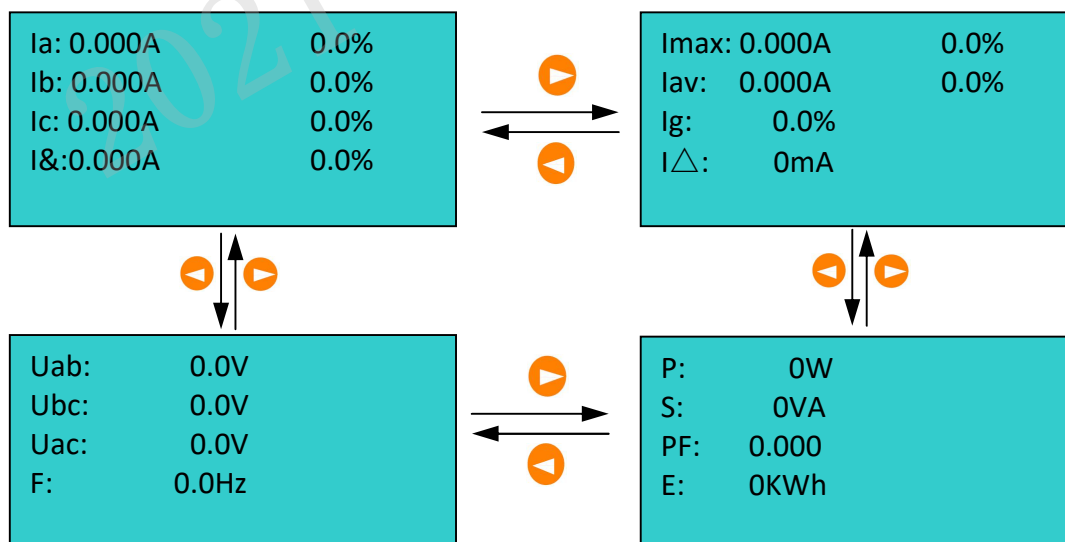 Ia: 0.000A 0.0%
Ib: 0.000A 0.0%
Ic: 0.000A 0.0%
I&:0.000A 0.0%
Imax: 0.000A 0.0%
Iav: 0.000A 0.0%
Ig: 0.0%
I△: 0mA
Uab: 0.0V
Ubc: 0.0V
Uac: 0.0V
F: 0.0Hz
P: 0W
S: 0VA
PF: 0.000
E: 0KWh